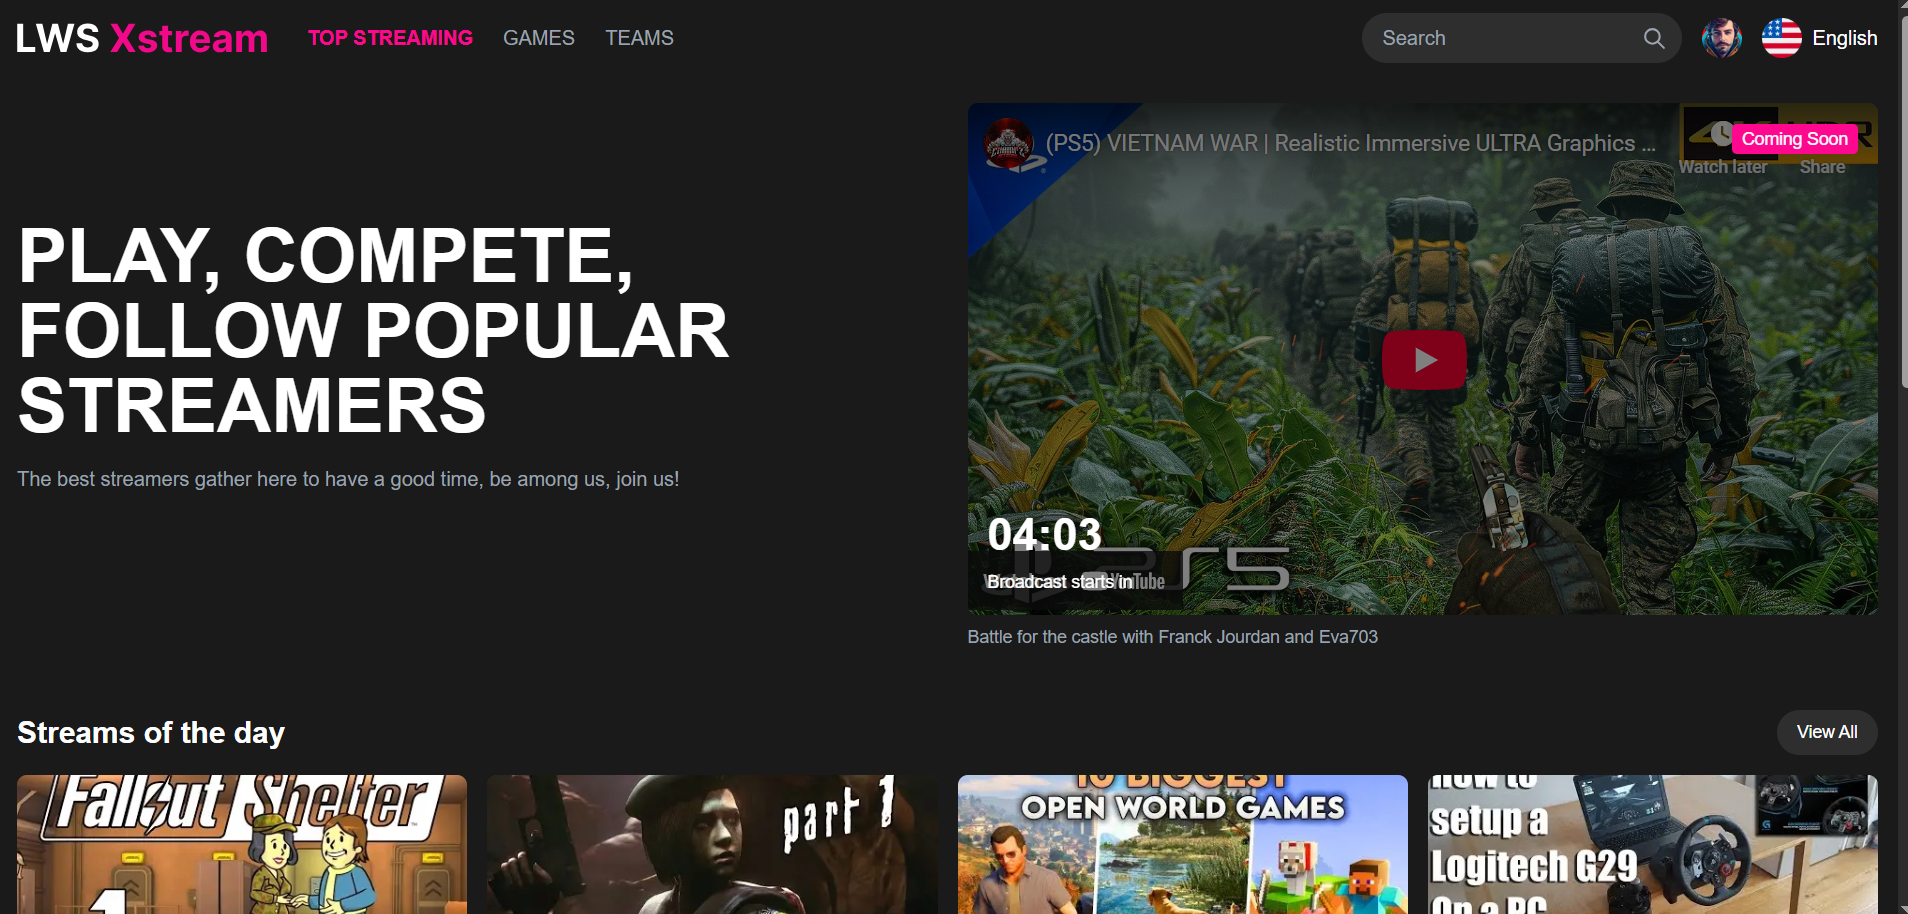 LWS Xstream
TOP STREAMING
GAMES
TEAMS
Search
English
PLAY, COMPETE,
FOLLOW POPULAR
STREAMERS
The best streamers gather here to have a good time, be among us, join us!
(PS5) VIETNAM WAR | Realistic Immersive ULTRA Graphics ...
Coming Soon
Watch later
Share
04:03
Broadcast starts in
YouTube
PS5
Battle for the castle with Franck Jourdan and Eva703
Streams of the day
View All
Fallout Shelter
1
part 1
10 BIGGEST
OPEN WORLD GAMES
How to
setup a
Logitech G29
On a PC